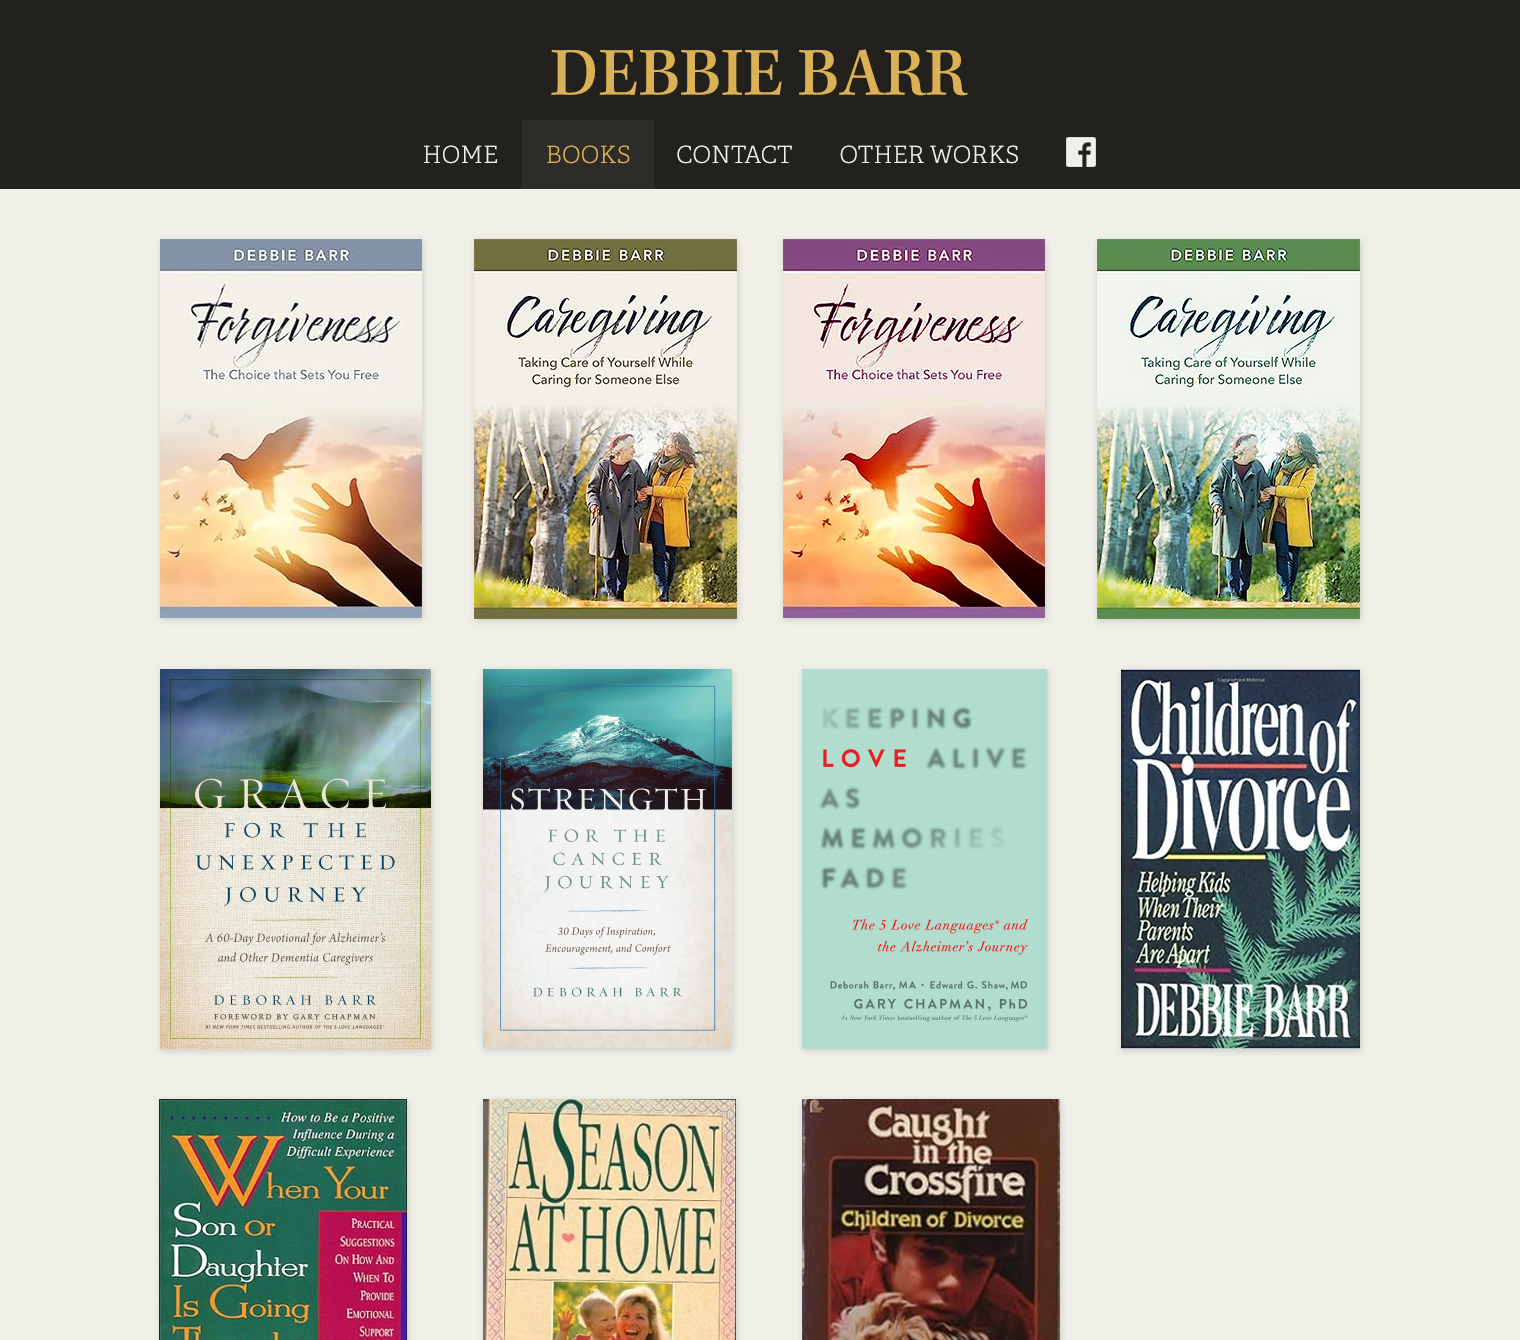 DEBBIE BARR
HOME BOOKS CONTACT OTHER WORKS
DEBBIE BARR
Forgiveness
The Choice that Sets You Free
DEBBIE BARR
Caregiving
Taking Care of Yourself While
Caring for Someone Else
DEBBIE BARR
Forgiveness
The Choice that Sets You Free
DEBBIE BARR
Caregiving
Taking Care of Yourself While
Caring for Someone Else
GRACE
FOR THE
UNEXPECTED
JOURNEY
A 60-Day Devotional for Alzheimer's
and Other Dementia Caregivers
DEBORAH BARR
FOREWORD BY GARY CHAPMAN
#1 NEW YORK TIMES BESTSELLING AUTHOR OF THE 5 LOVE LANGUAGES®
STRENGTH
FOR THE
CANCER
JOURNEY
30 Days of Inspiration,
Encouragement, and Comfort
DEBORAH BARR
KEEPING
LOVE ALIVE
AS
MEMORIES
FADE
The 5 Love Languages® and
the Alzheimer's Journey
Deborah Barr, MA • Edward G. Shaw, MD
GARY CHAPMAN, PhD
#1 New York Times bestselling author of The 5 Love Languages®
Copyrighted Material
Children of
Divorce
Helping Kids
When Their
Parents
Are Apart
DEBBIE BARR
How to Be a Positive
Influence During a
Difficult Experience
When Your
Son or
Daughter
Is Going
PRACTICAL
SUGGESTIONS
ON HOW AND
WHEN TO
PROVIDE
EMOTIONAL
SUPPORT
A SEASON
AT HOME
Caught
in the
Crossfire
Children of Divorce